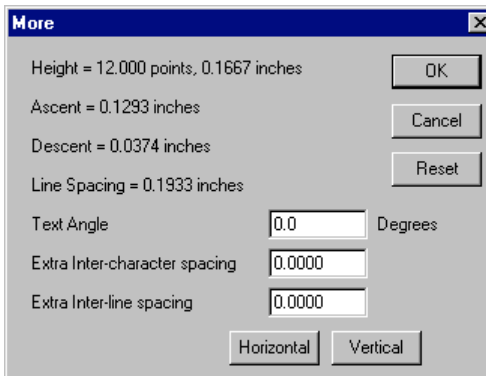 More
Height = 12.000 points, 0.1667 inches
OK
Ascent = 0.1293 inches
Cancel
Descent = 0.0374 inches
Reset
Line Spacing = 0.1933 inches
Text Angle 0.0 Degrees
Extra Inter-character spacing 0.0000
Extra Inter-line spacing 0.0000
Horizontal Vertical